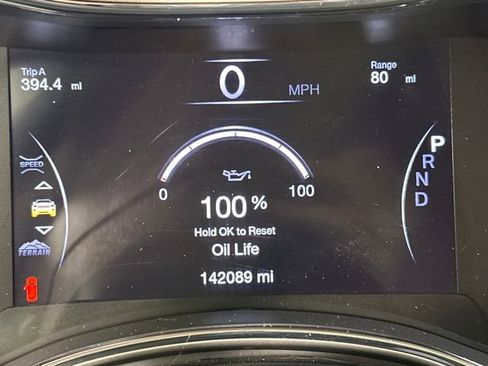 Trip A
394.4 mi
0 MPH
Range
80 mi
SPEED
TERRAIN
0
100
100 %
Hold OK to Reset
Oil Life
142089 mi
P
R
N
D